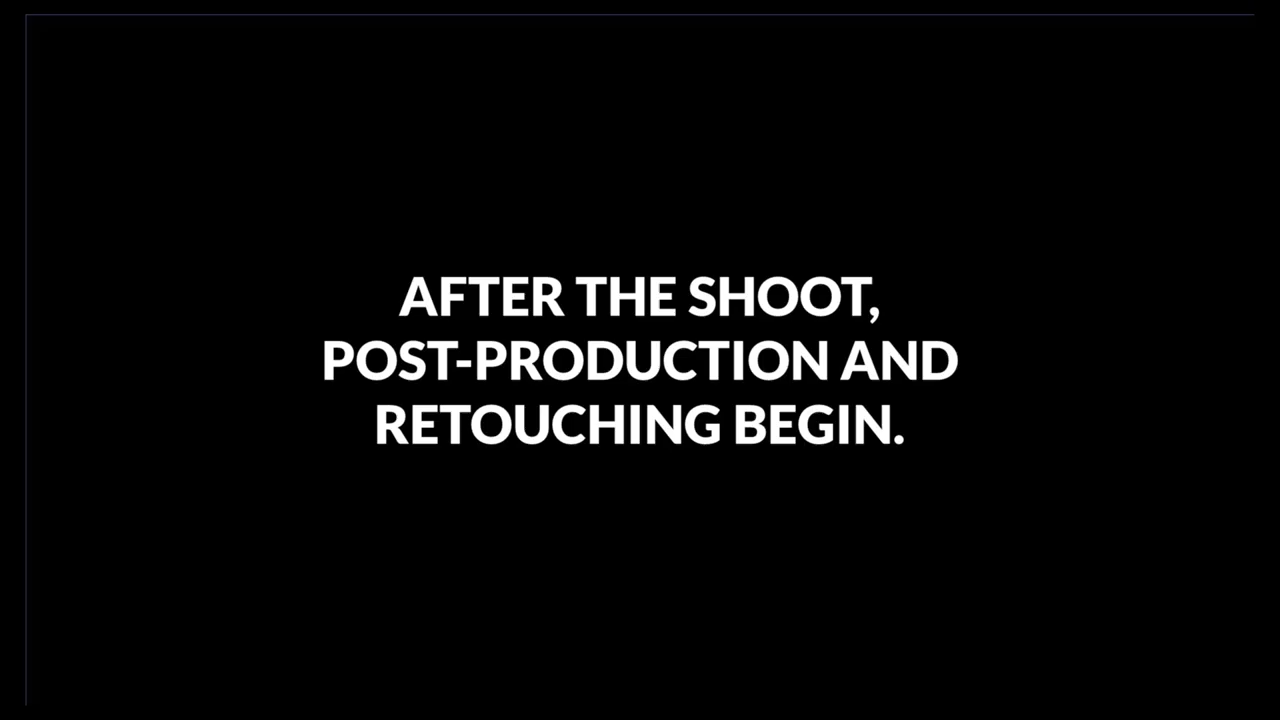 AFTER THE SHOOT,
POST-PRODUCTION AND
RETOUCHING BEGIN.